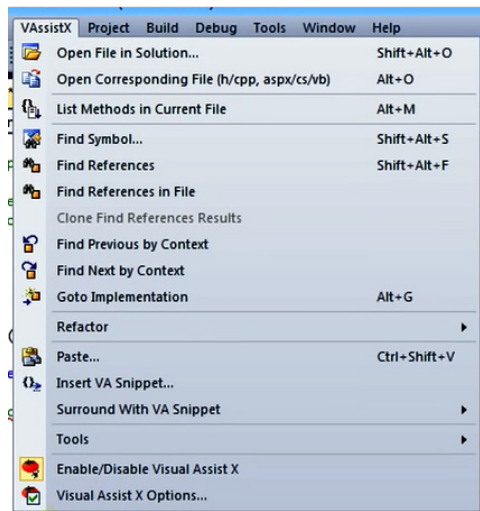 VAssistX Project Build Debug Tools Window Help
Open File in Solution... Shift+Alt+O
Open Corresponding File (h/cpp, aspx/cs/vb) Alt+O
List Methods in Current File Alt+M
Find Symbol... Shift+Alt+S
Find References Shift+Alt+F
Find References in File
Clone Find References Results
Find Previous by Context
Find Next by Context
Goto Implementation Alt+G
Refactor
Paste... Ctrl+Shift+V
Insert VA Snippet...
Surround With VA Snippet
Tools
Enable/Disable Visual Assist X
Visual Assist X Options...